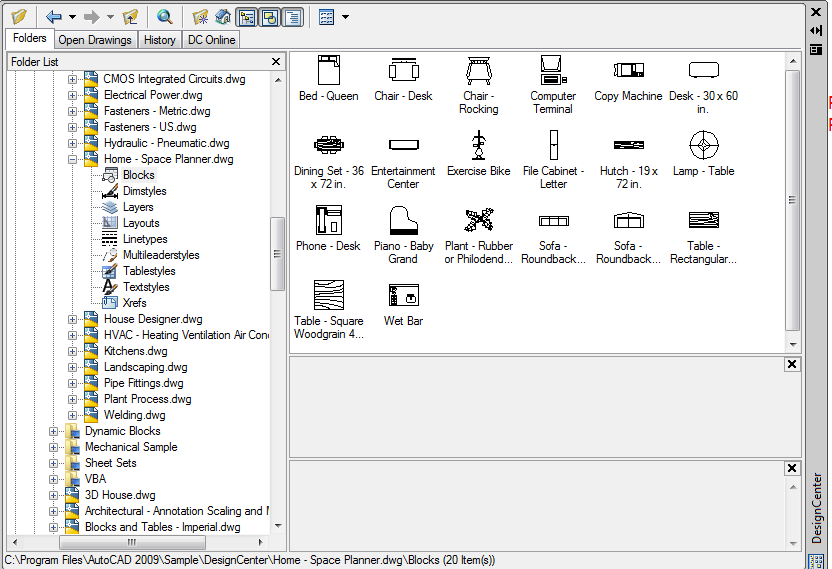 Folders
Open Drawings
History
DC Online
Folder List
CMOS Integrated Circuits.dwg
Electrical Power.dwg
Fasteners - Metric.dwg
Fasteners - US.dwg
Hydraulic - Pneumatic.dwg
Home - Space Planner.dwg
Blocks
Dimstyles
Layers
Layouts
Linetypes
Multileaderstyles
Tablestyles
Textstyles
Xrefs
House Designer.dwg
HVAC - Heating Ventilation Air Con
Kitchens.dwg
Landscaping.dwg
Pipe Fittings.dwg
Plant Process.dwg
Welding.dwg
Dynamic Blocks
Mechanical Sample
Sheet Sets
VBA
3D House.dwg
Architectural - Annotation Scaling and
Blocks and Tables - Imperial.dwg
Bed - Queen
Chair - Desk
Chair -
Rocking
Computer
Terminal
Copy Machine
Desk - 30 x 60
in.
Dining Set - 36
x 72 in.
Entertainment
Center
Exercise Bike
File Cabinet -
Letter
Hutch - 19 x
72 in.
Lamp - Table
Phone - Desk
Piano - Baby
Grand
Plant - Rubber
or Philodend...
Sofa -
Roundback...
Sofa -
Roundback...
Table -
Rectangular...
Table - Square
Woodgrain 4...
Wet Bar
DesignCenter
C:\Program Files\AutoCAD 2009\Sample\DesignCenter\Home - Space Planner.dwg\Blocks (20 Item(s))